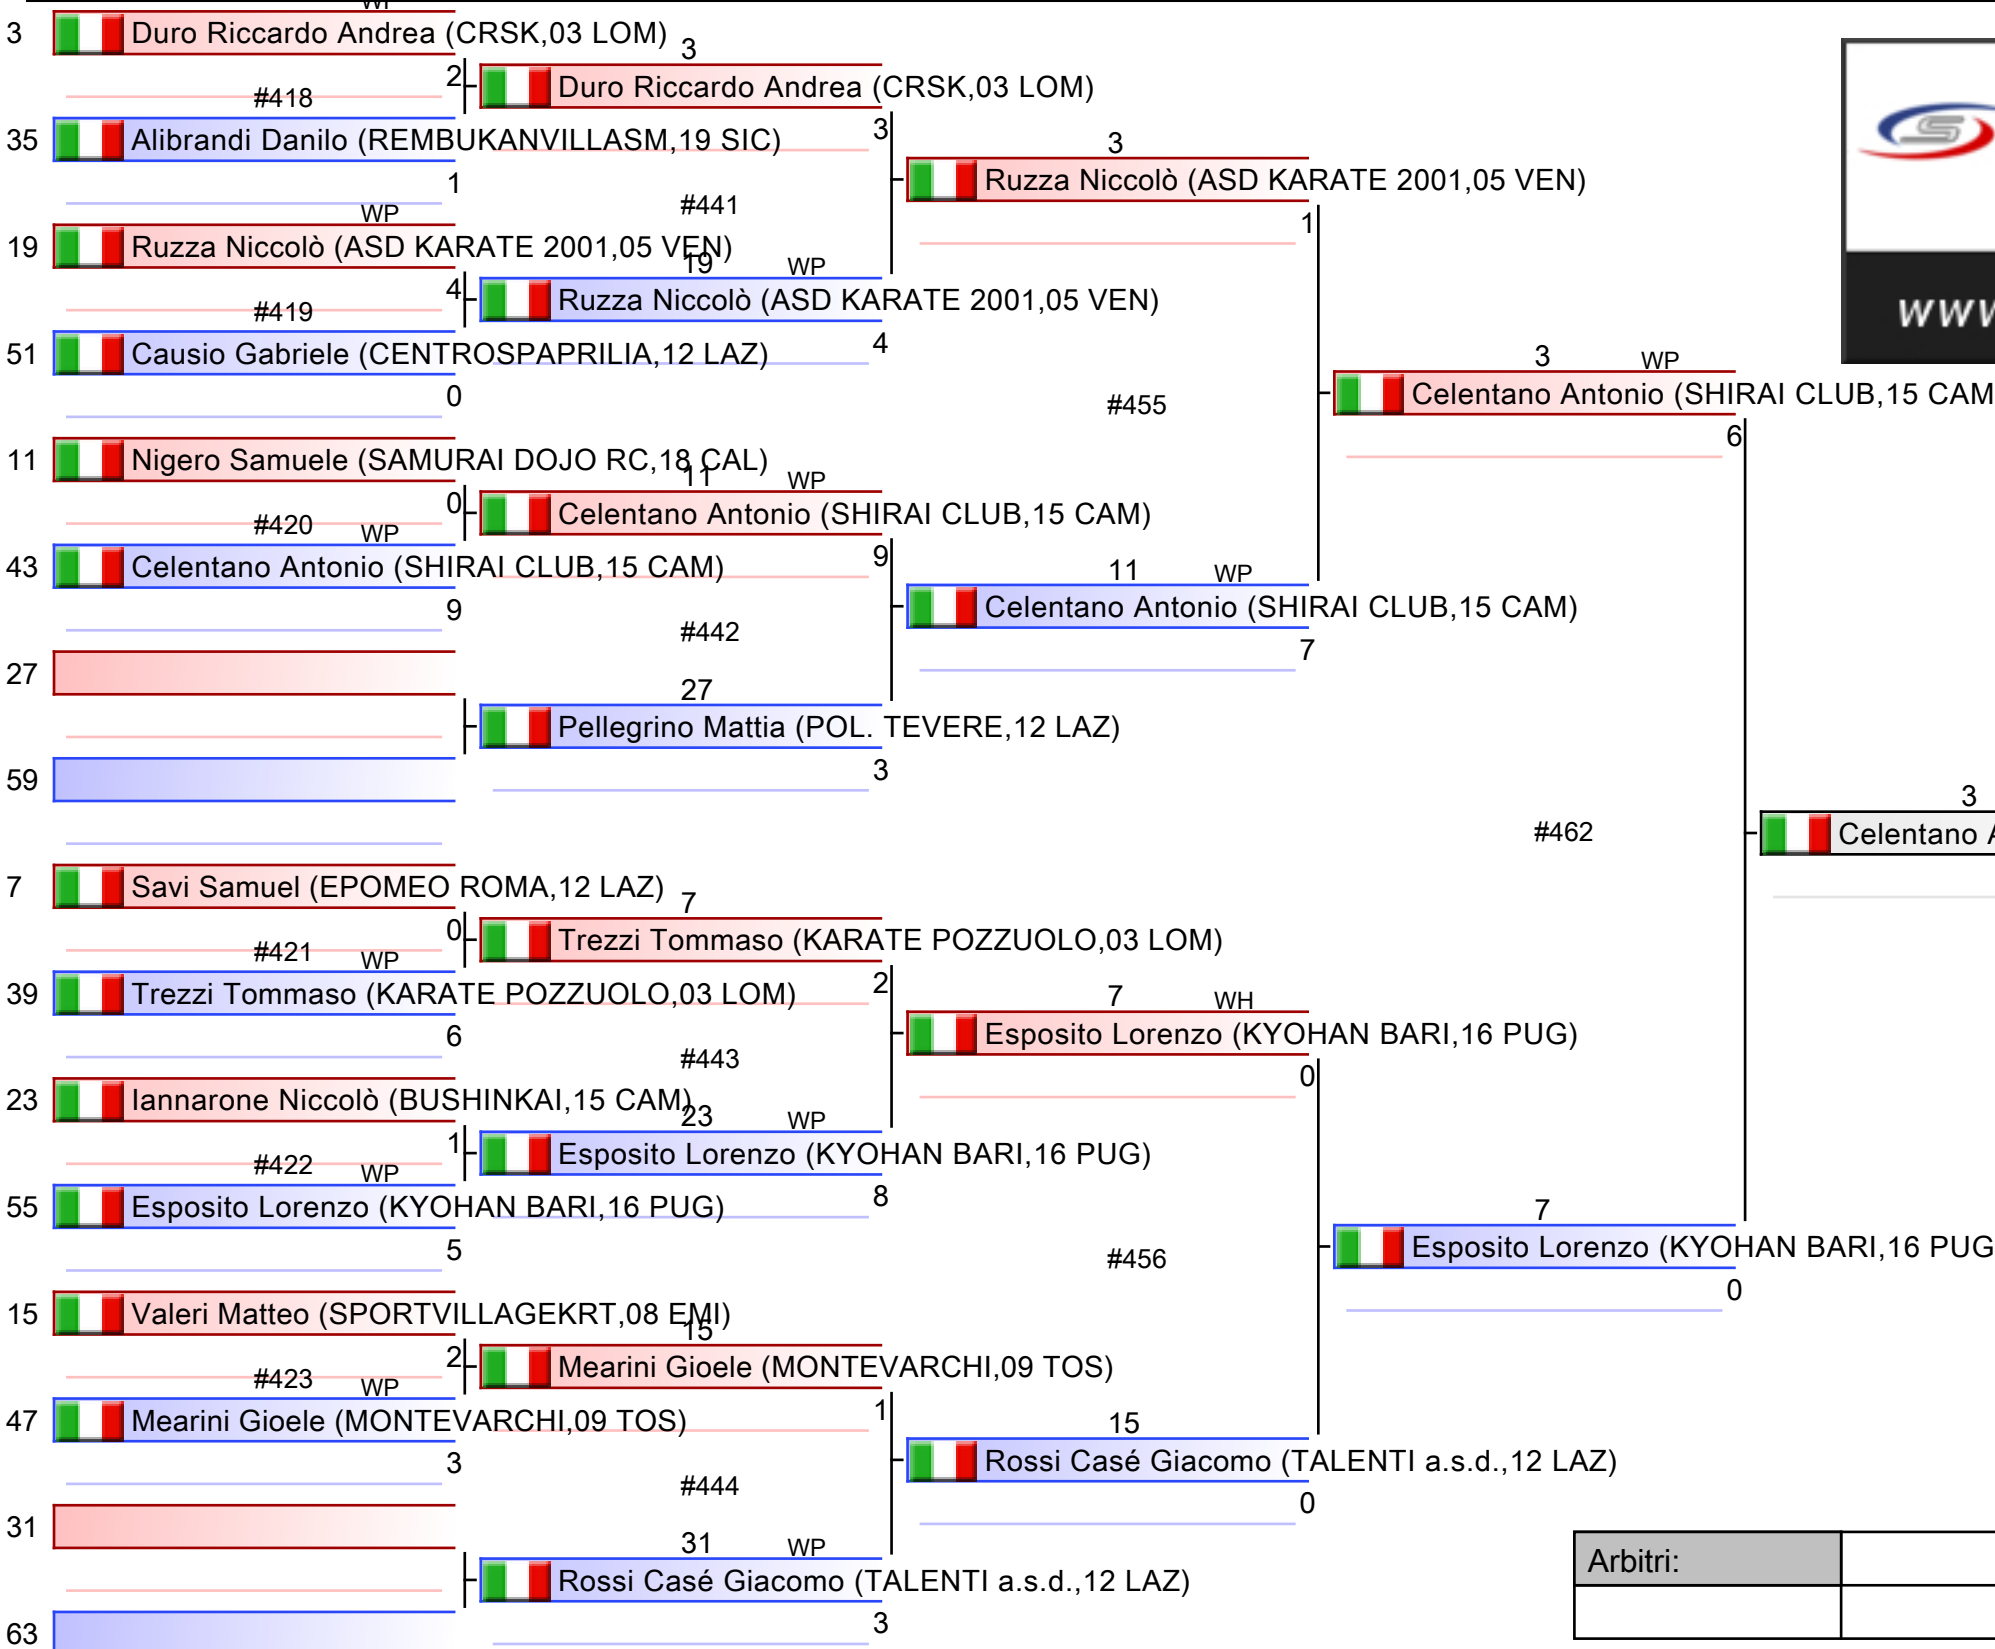 WP
3 Duro Riccardo Andrea (CRSK,03 LOM)
2
#418
35 Alibrandi Danilo (REMBUKANVILLASM,19 SIC)
1
WP
19 Ruzza Niccolò (ASD KARATE 2001,05 VEN)
4
#419
51 Causio Gabriele (CENTROSPAPRILIA,12 LAZ)
0
11 Nigero Samuele (SAMURAI DOJO RC,18 CAL)
0
#420 WP
43 Celentano Antonio (SHIRAI CLUB,15 CAM)
9
27
59
7 Savi Samuel (EPOMEO ROMA,12 LAZ)
0
#421 WP
39 Trezzi Tommaso (KARATE POZZUOLO,03 LOM)
6
23 Iannarone Niccolò (BUSHINKAI,15 CAM)
1
#422 WP
55 Esposito Lorenzo (KYOHAN BARI,16 PUG)
5
15 Valeri Matteo (SPORTVILLAGEKRT,08 EMI)
2
#423 WP
47 Mearini Gioele (MONTEVARCHI,09 TOS)
3
31
63
3
Duro Riccardo Andrea (CRSK,03 LOM)
3
#441
19 WP
Ruzza Niccolò (ASD KARATE 2001,05 VEN)
4
11 WP
Celentano Antonio (SHIRAI CLUB,15 CAM)
9
#442
27
Pellegrino Mattia (POL. TEVERE,12 LAZ)
3
7
Trezzi Tommaso (KARATE POZZUOLO,03 LOM)
2
#443
23 WP
Esposito Lorenzo (KYOHAN BARI,16 PUG)
8
15
Mearini Gioele (MONTEVARCHI,09 TOS)
1
#444
31 WP
Rossi Casé Giacomo (TALENTI a.s.d.,12 LAZ)
3
3
Ruzza Niccolò (ASD KARATE 2001,05 VEN)
1
#455
11 WP
Celentano Antonio (SHIRAI CLUB,15 CAM)
7
7 WH
Esposito Lorenzo (KYOHAN BARI,16 PUG)
0
#456
15
Rossi Casé Giacomo (TALENTI a.s.d.,12 LAZ)
0
3 WP
Celentano Antonio (SHIRAI CLUB,15 CAM
6
#462
7
Esposito Lorenzo (KYOHAN BARI,16 PUG
0
3
Celentano A
S
www
Arbitri: